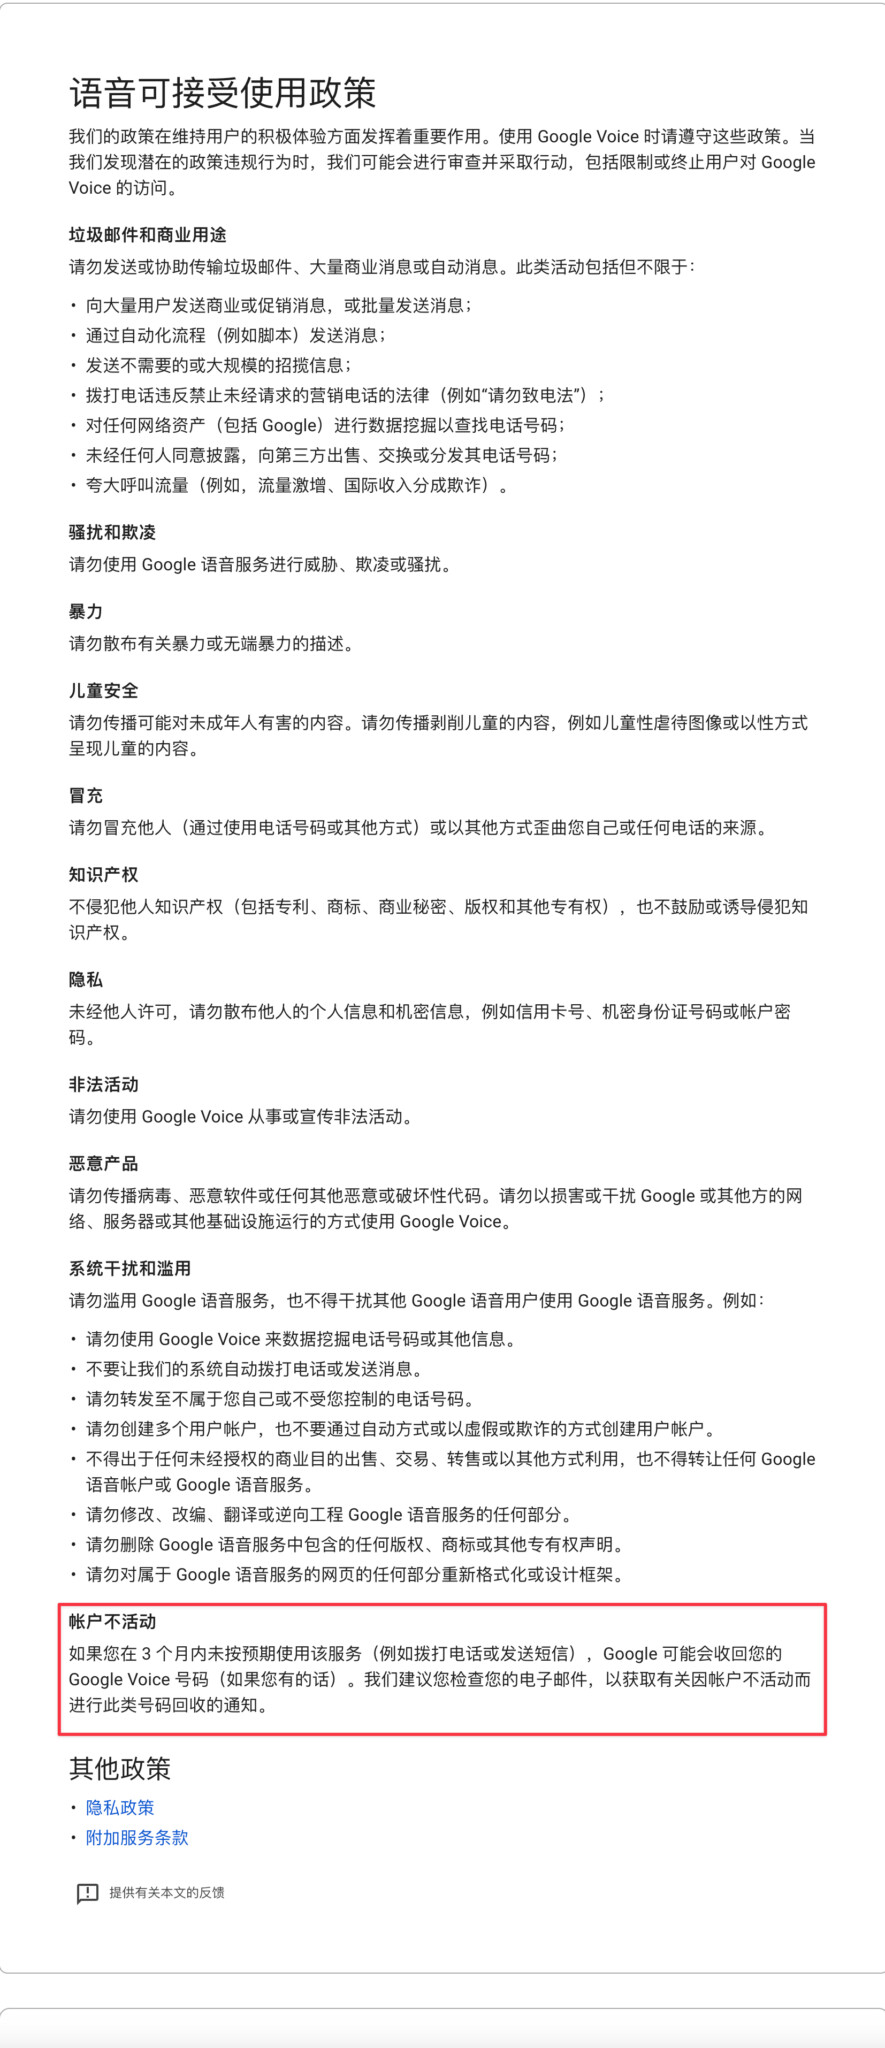 语音可接受使用政策
我们的政策在维持用户的积极体验方面发挥着重要作用。使用 Google Voice 时请遵守这些政策。当
我们发现潜在的政策违规行为时，我们可能会进行审查并采取行动，包括限制或终止用户对 Google
Voice 的访问。
垃圾邮件和商业用途
请勿发送或协助传输垃圾邮件、大量商业消息或自动消息。此类活动包括但不限于：
• 向大量用户发送商业或促销消息，或批量发送消息；
• 通过自动化流程（例如脚本）发送消息；
• 发送不需要的或大规模的招揽信息；
• 拨打电话违反禁止未经请求的营销电话的法律（例如“请勿致电法”）；
• 对任何网络资产（包括 Google）进行数据挖掘以查找电话号码；
• 未经任何人同意披露，向第三方出售、交换或分发其电话号码；
• 夸大呼叫流量（例如，流量激增、国际收入分成欺诈）。
骚扰和欺凌
请勿使用 Google 语音服务进行威胁、欺凌或骚扰。
暴力
请勿散布有关暴力或无端暴力的描述。
儿童安全
请勿传播可能对未成年人有害的内容。请勿传播剥削儿童的内容，例如儿童性虐待图像或以性方式
呈现儿童的内容。
冒充
请勿冒充他人（通过使用电话号码或其他方式）或以其他方式歪曲您自己或任何电话的来源。
知识产权
不侵犯他人知识产权（包括专利、商标、商业秘密、版权和其他专有权），也不鼓励或诱导侵犯知
识产权。
隐私
未经他人许可，请勿散布他人的个人信息和机密信息，例如信用卡号、机密身份证号码或帐户密
码。
非法活动
请勿使用 Google Voice 从事或宣传非法活动。
恶意产品
请勿传播病毒、恶意软件或任何其他恶意或破坏性代码。请勿以损害或干扰 Google 或其他方的网
络、服务器或其他基础设施运行的方式使用 Google Voice。
系统干扰和滥用
请勿滥用 Google 语音服务，也不得干扰其他 Google 语音用户使用 Google 语音服务。例如：
• 请勿使用 Google Voice 来数据挖掘电话号码或其他信息。
• 不要让我们的系统自动拨打电话或发送消息。
• 请勿转发至不属于您自己或不受您控制的电话号码。
• 请勿创建多个用户帐户，也不要通过自动方式或以虚假或欺诈的方式创建用户帐户。
• 不得出于任何未经授权的商业目的出售、交易、转售或以其他方式利用，也不得转让任何 Google
语音帐户或 Google 语音服务。
• 请勿修改、改编、翻译或逆向工程 Google 语音服务的任何部分。
• 请勿删除 Google 语音服务中包含的任何版权、商标或其他专有权声明。
• 请勿对属于 Google 语音服务的网页的任何部分重新格式化或设计框架。
帐户不活动
如果您在 3 个月内未按预期使用该服务（例如拨打电话或发送短信），Google 可能会收回您的
Google Voice 号码（如果您有的话）。我们建议您检查您的电子邮件，以获取有关因帐户不活动而
进行此类号码回收的通知。
其他政策
• 隐私政策
• 附加服务条款
提供有关本文的反馈